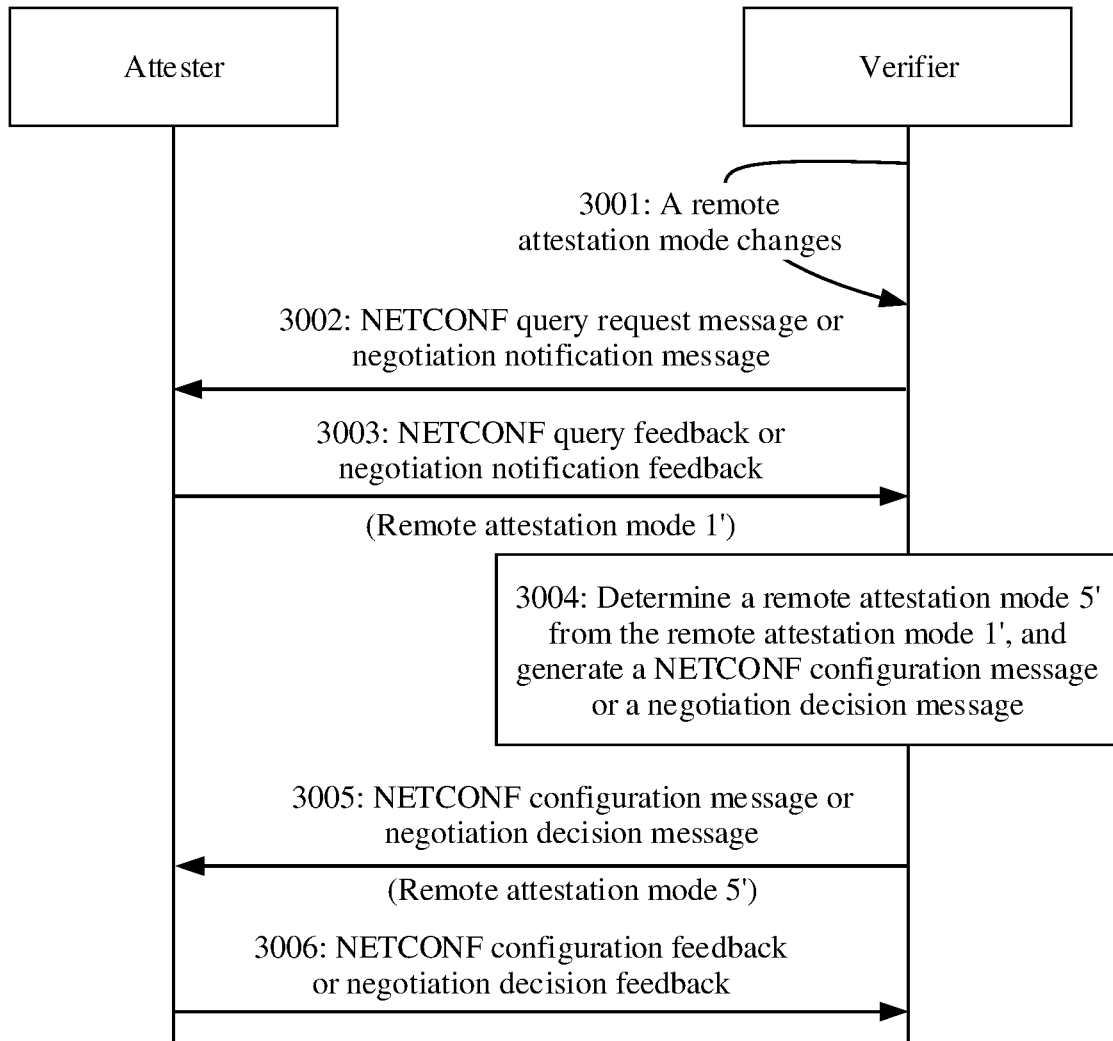 Attester
Verifier
3001: A remote
attestation mode changes
3002: NETCONF query request message or
negotiation notification message
3003: NETCONF query feedback or
negotiation notification feedback
(Remote attestation mode 1')
3004: Determine a remote attestation mode 5'
from the remote attestation mode 1', and
generate a NETCONF configuration message
or a negotiation decision message
3005: NETCONF configuration message or
negotiation decision message
(Remote attestation mode 5')
3006: NETCONF configuration feedback
or negotiation decision feedback